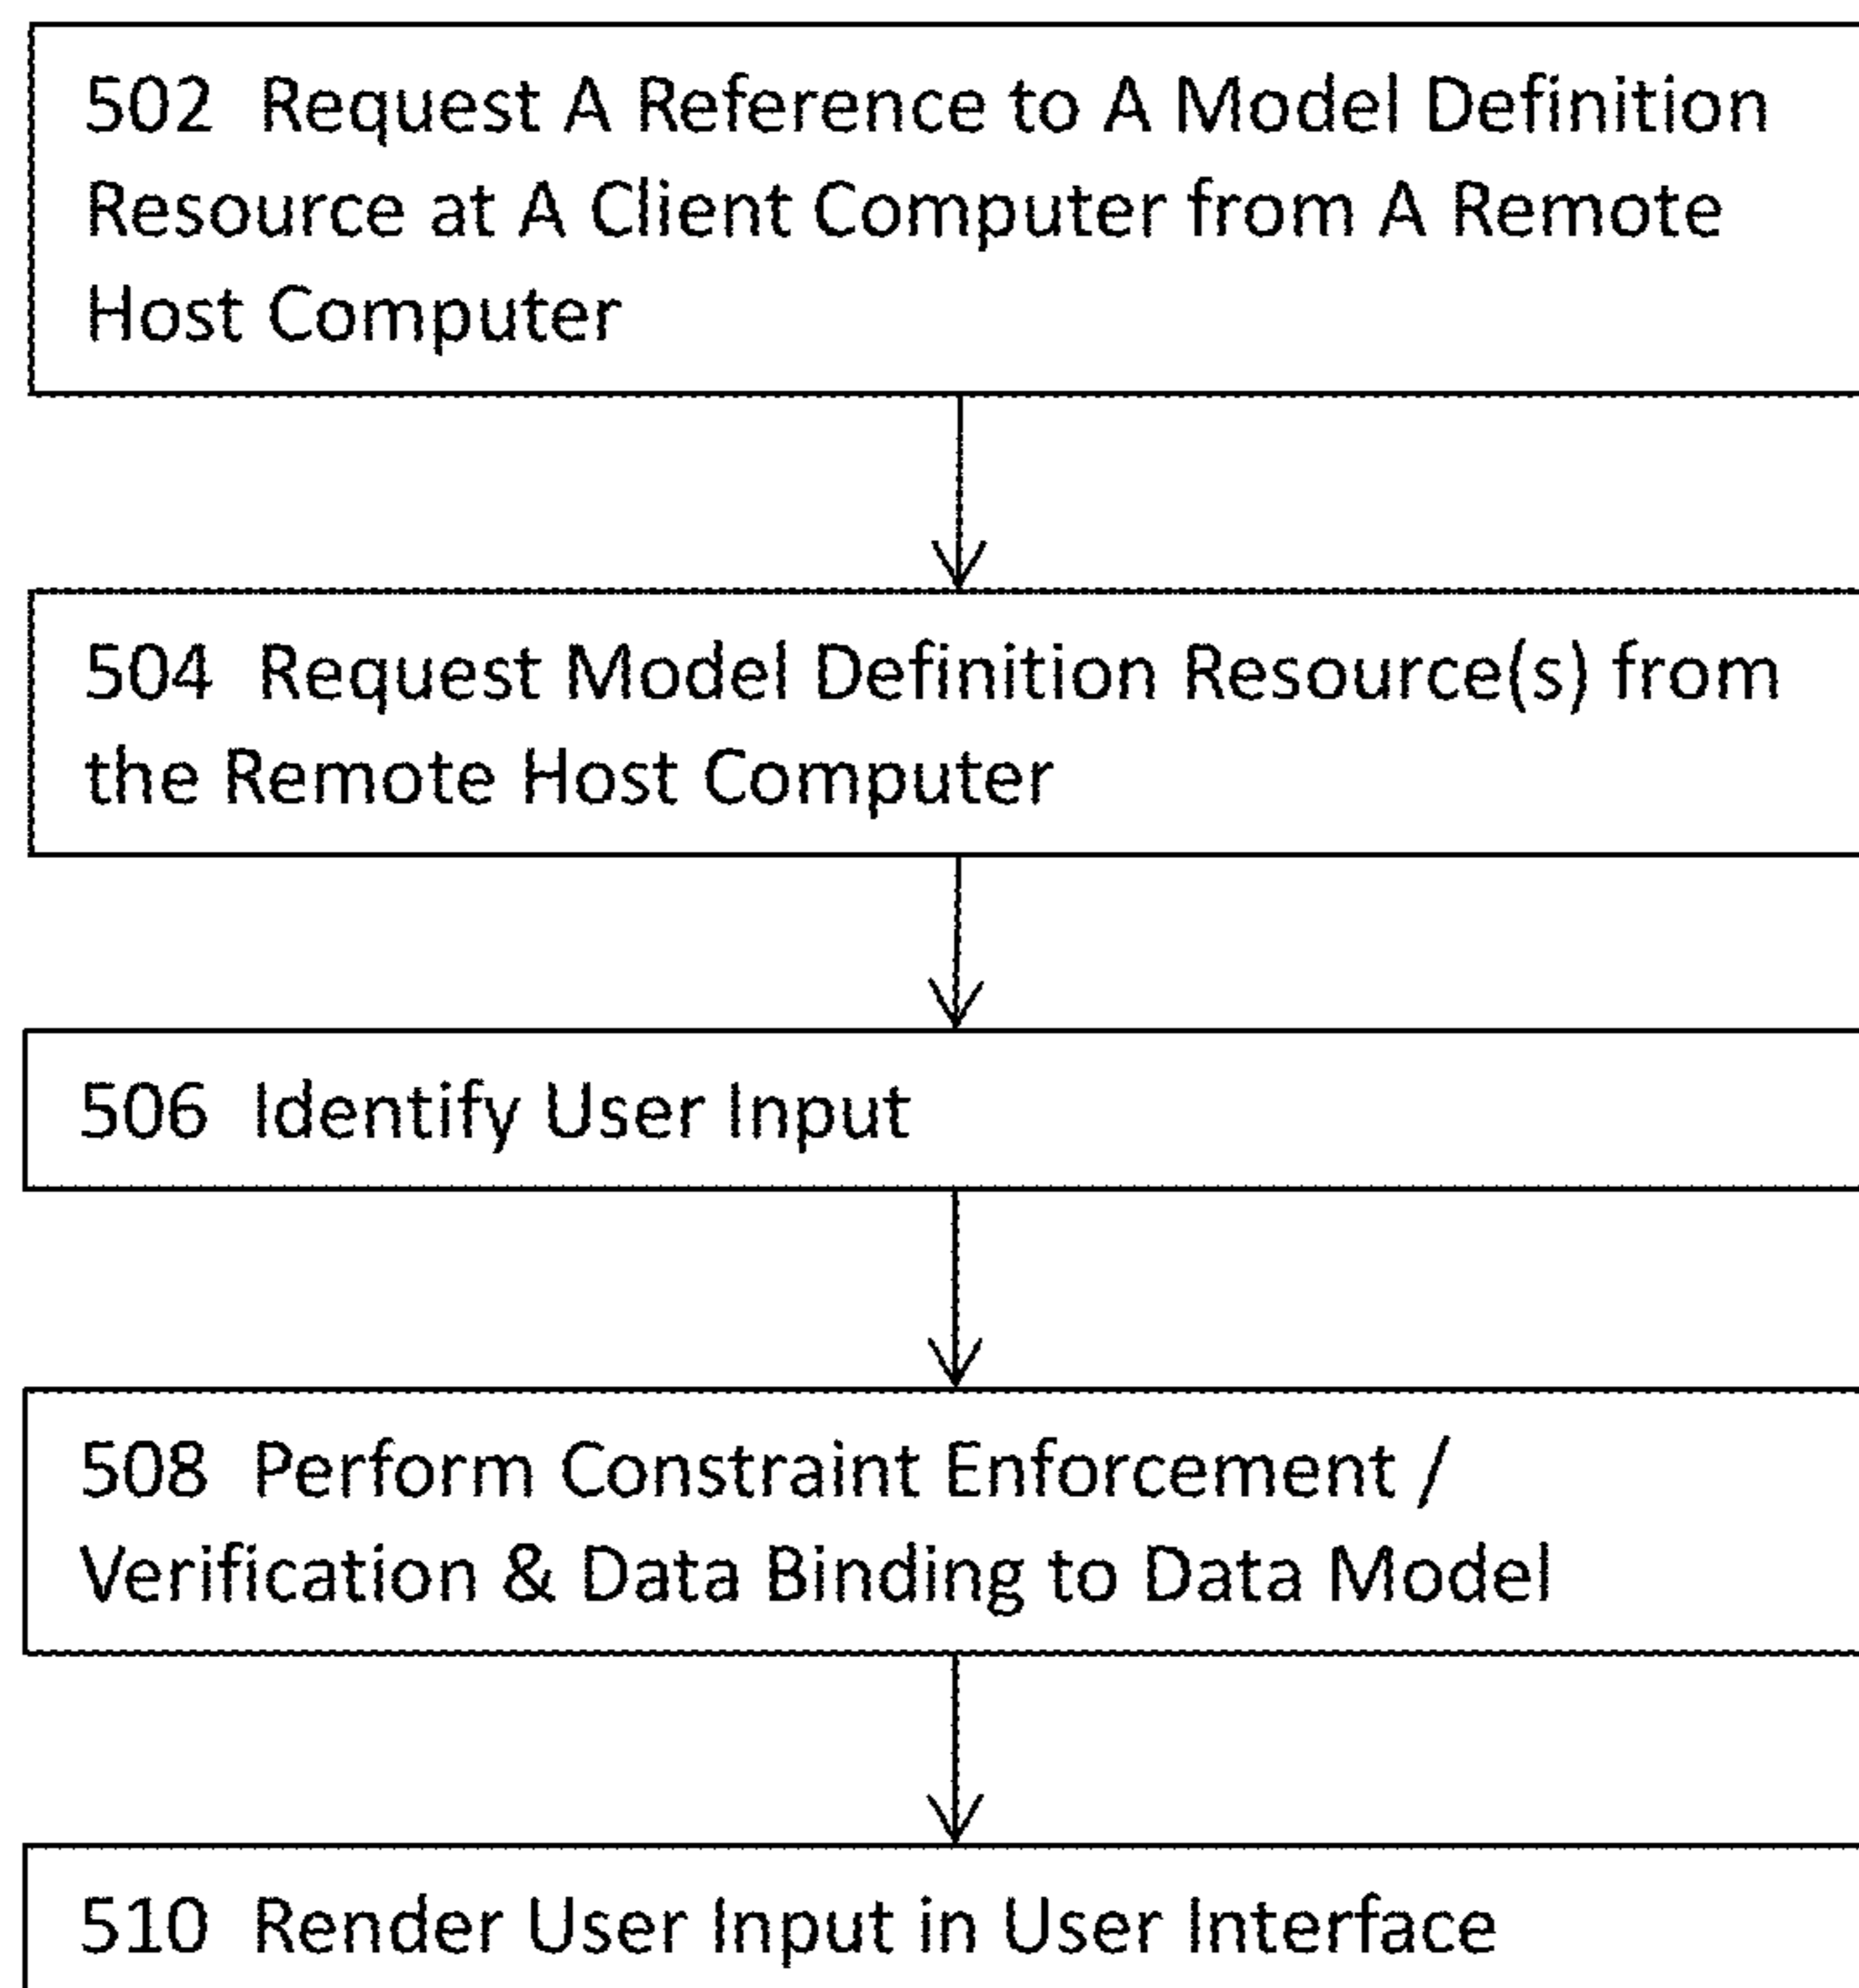 502 Request A Reference to A Model Definition
Resource at A Client Computer from A Remote
Host Computer
504 Request Model Definition Resource(s) from
the Remote Host Computer
506 Identify User Input
508 Perform Constraint Enforcement /
Verification & Data Binding to Data Model
510 Render User Input in User Interface